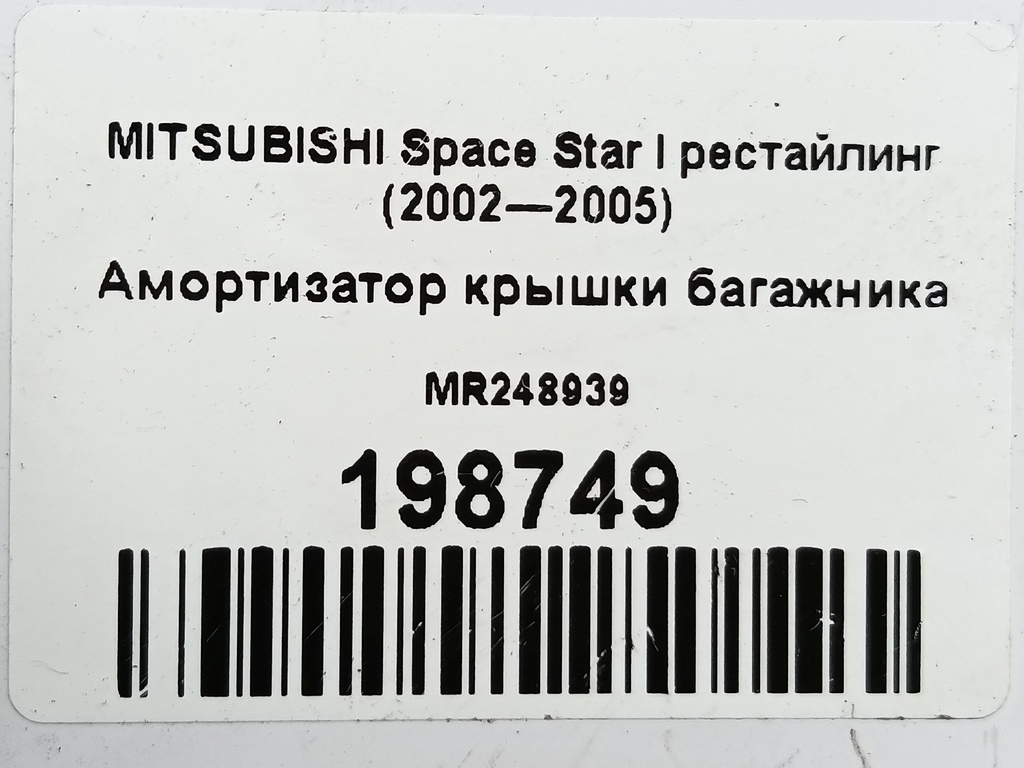 MITSUBISHI Space Star I рестайлинг
(2002—2005)
Амортизатор крышки багажника
MR248939
198749